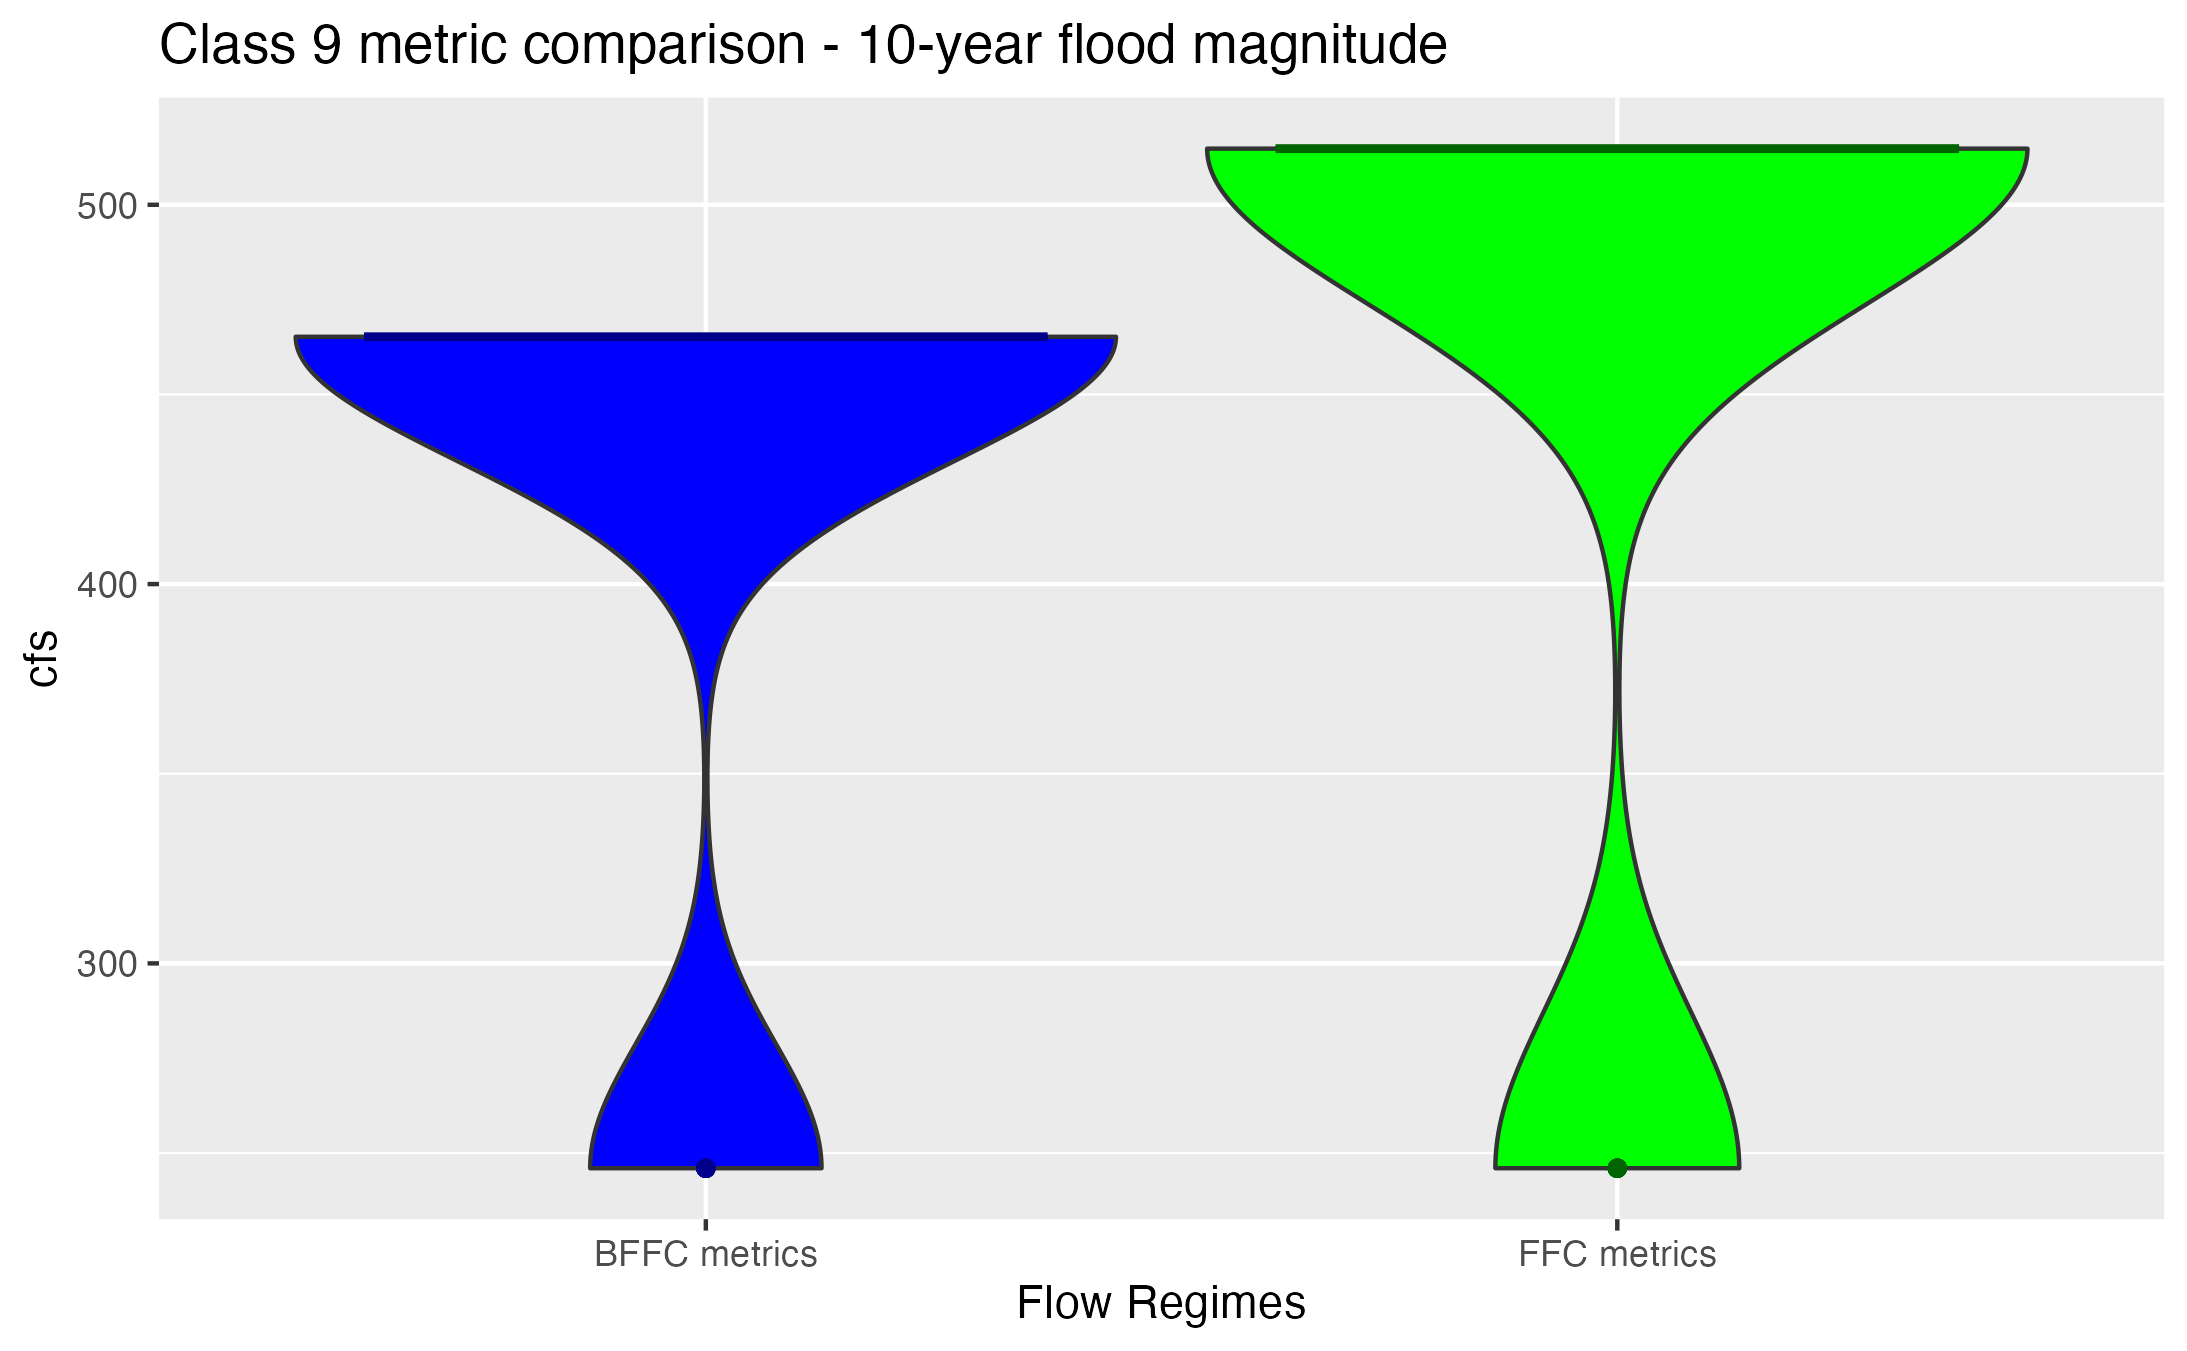 Class 9 metric comparison - 10-year flood magnitude
500
400
300
cfs
BFFC metrics
FFC metrics
Flow Regimes